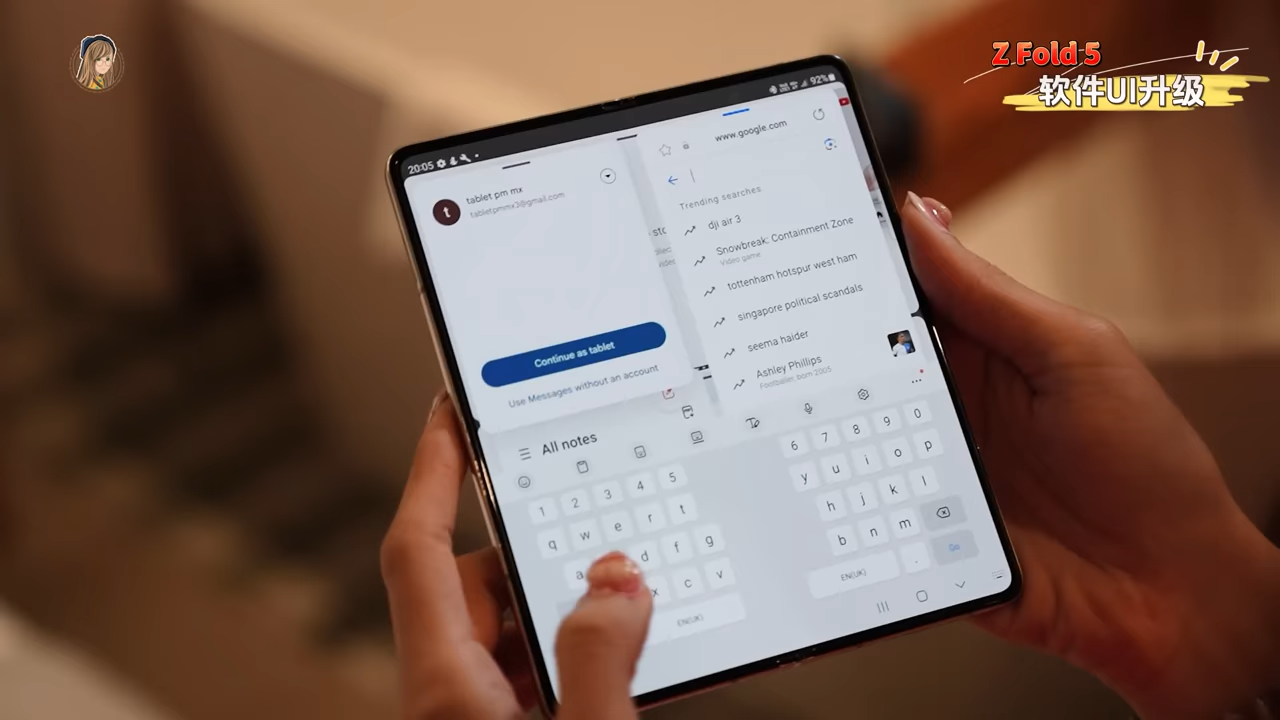 Z Fold 5
软件UI升级
20:05
92%
tablet pm mx
tabletpmmx3@gmail.com
t
Continue as tablet
Use Messages without an account
www.google.com
Trending searches
dji air 3
Snowbreak: Containment Zone
Video game
tottenham hotspur west ham
singapore political scandals
seema haider
Ashley Phillips
Footballer, born 2005
All notes
1 2 3 4 5 6 7 8 9 0
q w e r t y u i o p
a d f g h j k l
x c v b n m
EN(UK) EN(UK) . Go